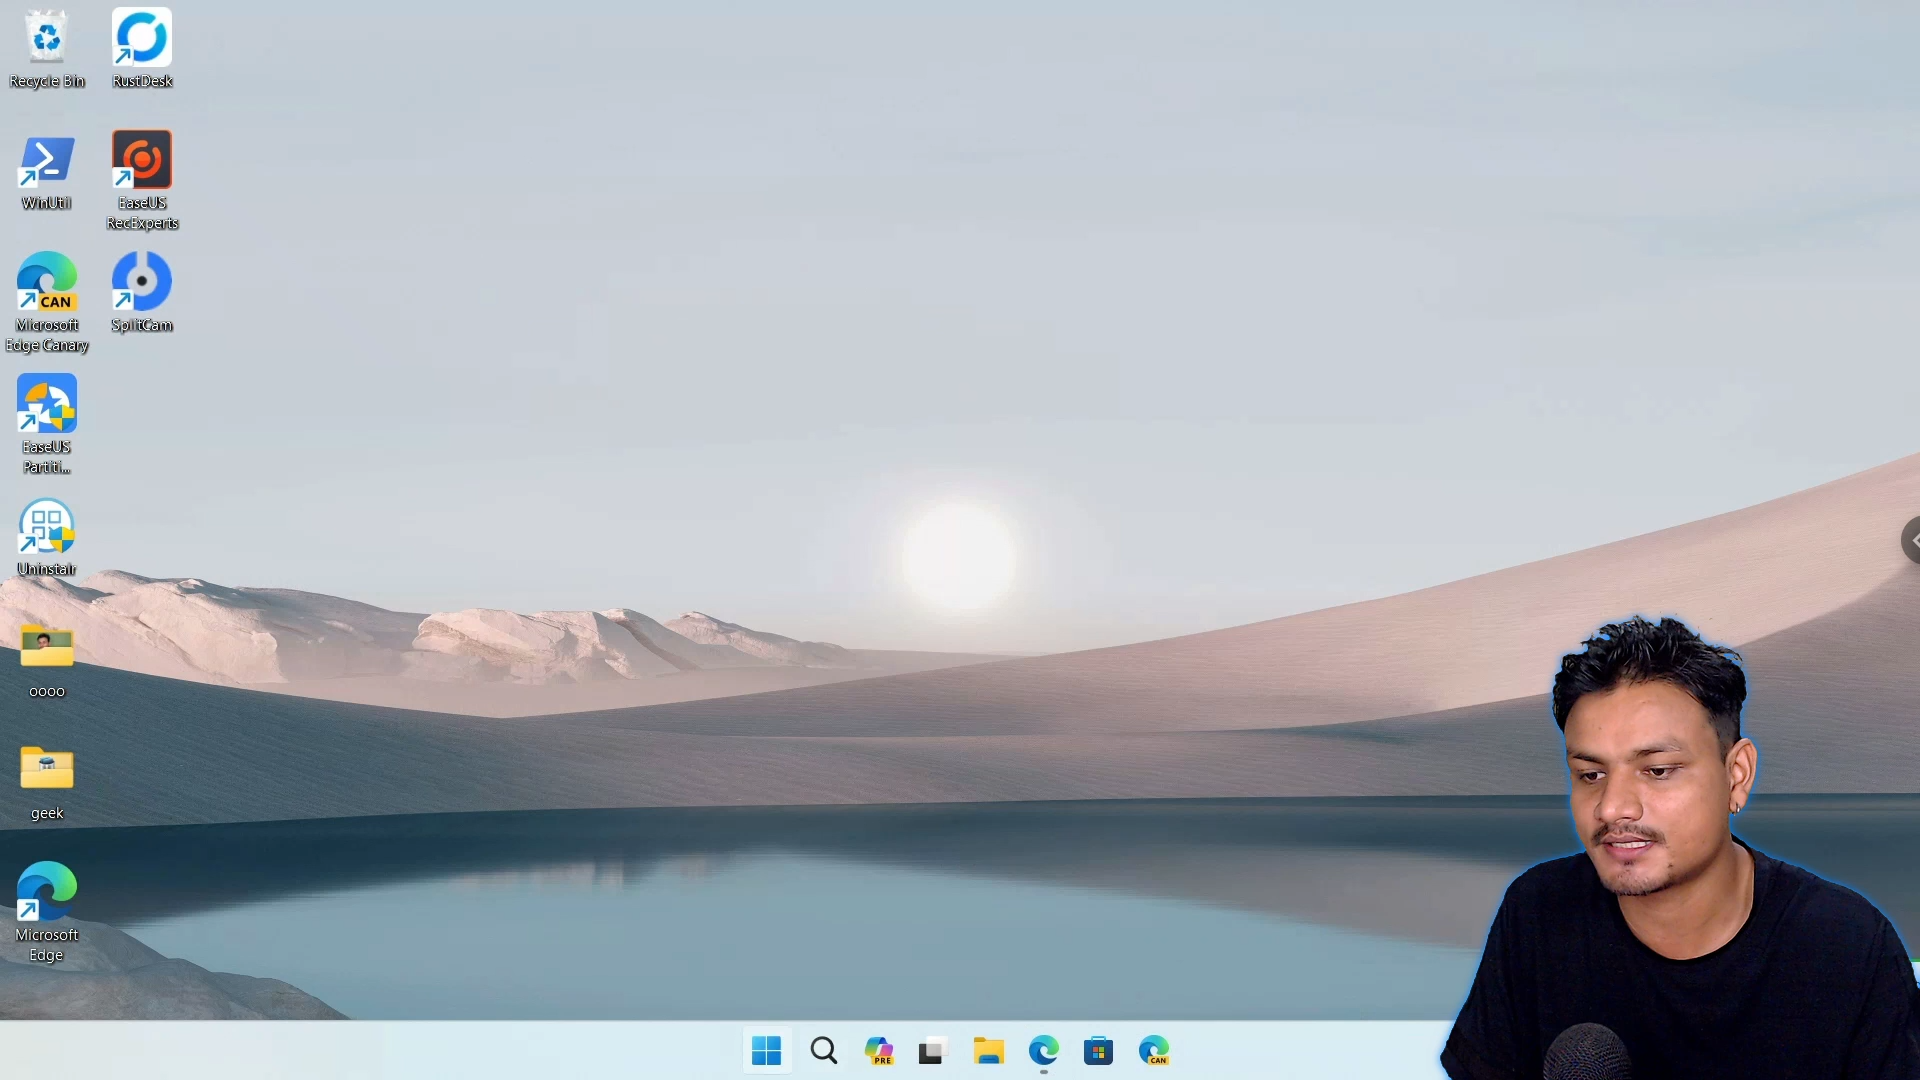 Recycle Bin
RustDesk
WinUtil
EaseUS
RecExperts
CAN
Microsoft
Edge Canary
SplitCam
EaseUS
Partiti...
Uninstalr
oooo
geek
Microsoft
Edge
PRE
CAN